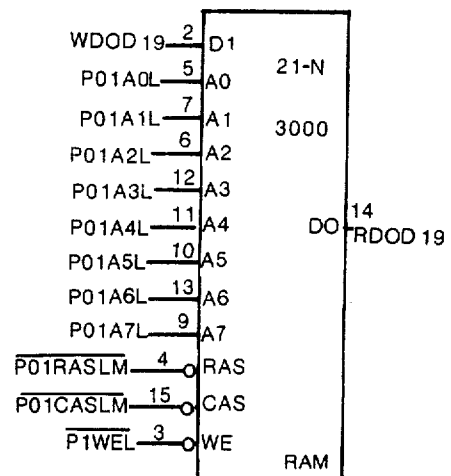 WDOD 19 2 D1
21-N
P01A0L 5 A0
P01A1L 7 A1
3000
P01A2L 6 A2
P01A3L 12 A3
P01A4L 11 A4
DO 14 RDOD 19
P01A5L 10 A5
P01A6L 13 A6
P01A7L 9 A7
P01RASLM 4 RAS
P01CASLM 15 CAS
P1WEL 3 WE
RAM